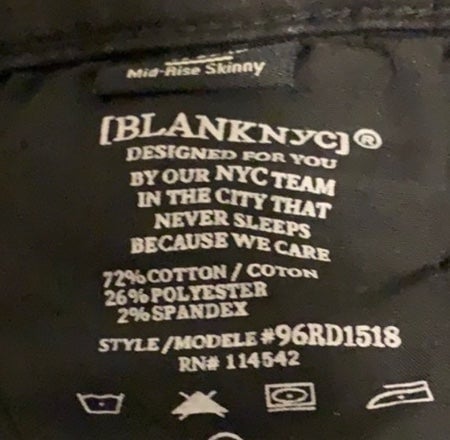 Mid-Rise Skinny
[BLANKNYC]®
DESIGNED FOR YOU
BY OUR NYC TEAM
IN THE CITY THAT
NEVER SLEEPS
BECAUSE WE CARE
72% COTTON / COTON
26% POLYESTER
2% SPANDEX
STYLE/MODELE #96RD1518
RN# 114542